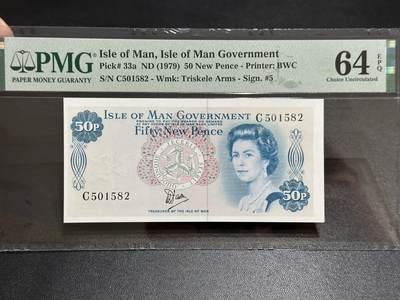 PMG
PAPER MONEY GUARANTY
Isle of Man, Isle of Man Government
Pick# 33a ND (1979) 50 New Pence - Printer: BWC
S/N C501582 - Wmk: Triskele Arms - Sign. #5
64 EPQ
Choice Uncirculated
ISLE OF MAN GOVERNMENT
50P
Fifty New Pence
C 501582
C 501582
TREASURER OF THE ISLE OF MAN
50P